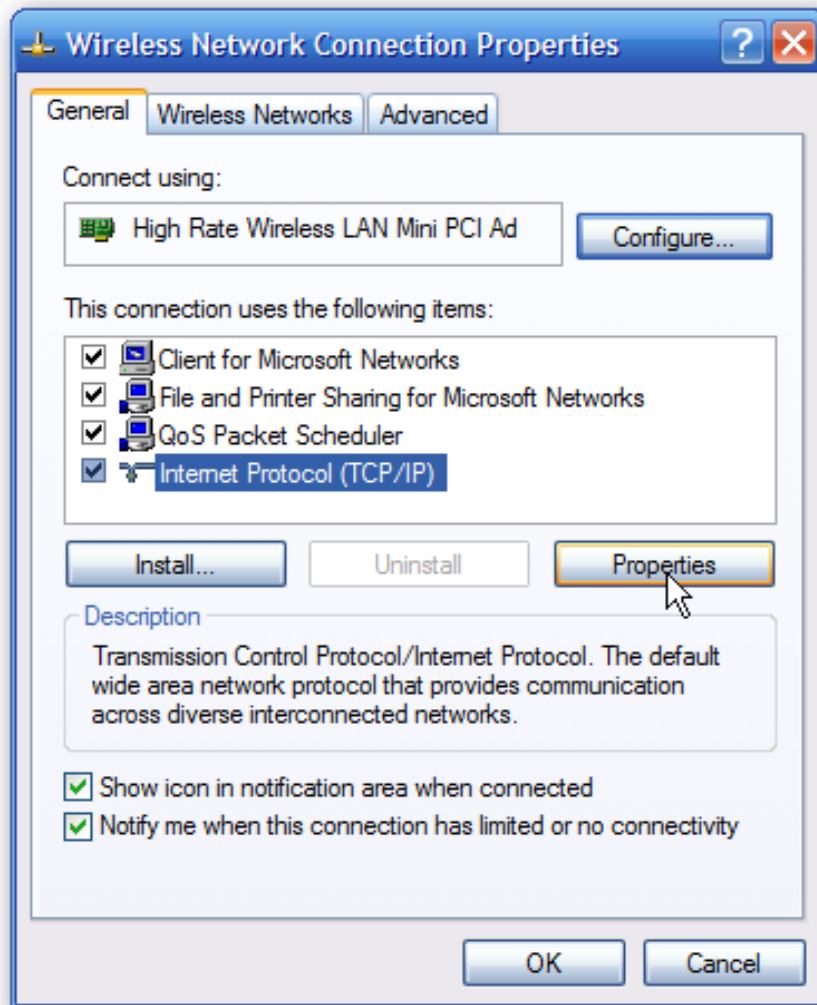 Wireless Network Connection Properties
General
Wireless Networks
Advanced
Connect using:
High Rate Wireless LAN Mini PCI Ad
Configure...
This connection uses the following items:
Client for Microsoft Networks
File and Printer Sharing for Microsoft Networks
QoS Packet Scheduler
Internet Protocol (TCP/IP)
Install...
Uninstall
Properties
Description
Transmission Control Protocol/Internet Protocol. The default
wide area network protocol that provides communication
across diverse interconnected networks.
Show icon in notification area when connected
Notify me when this connection has limited or no connectivity
OK
Cancel